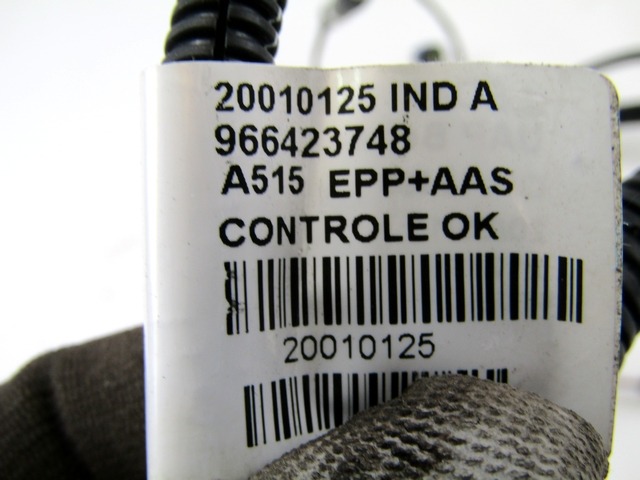 20010125 IND A
966423748
A515 EPP+AAS
CONTROLE OK
20010125